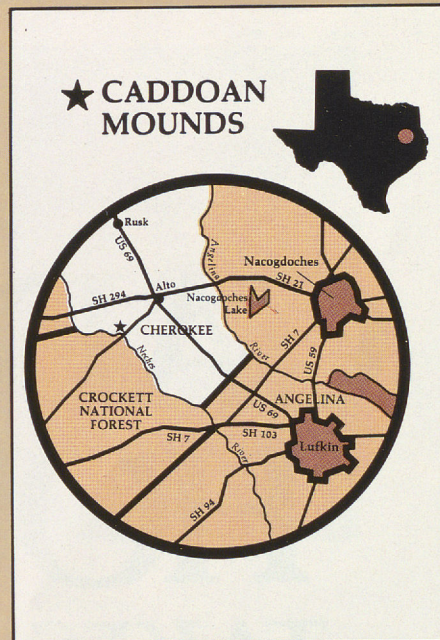 CADDOAN
MOUNDS
Rusk
US 69
Angelina
Nacogdoches
Alto
SH 21
SH 294
Nacogdoches
Lake
CHEROKEE
Neches
River
SH 7
US 59
CROCKETT
NATIONAL
FOREST
ANGELINA
US 69
SH 7
SH 103
Lufkin
River
SH 94